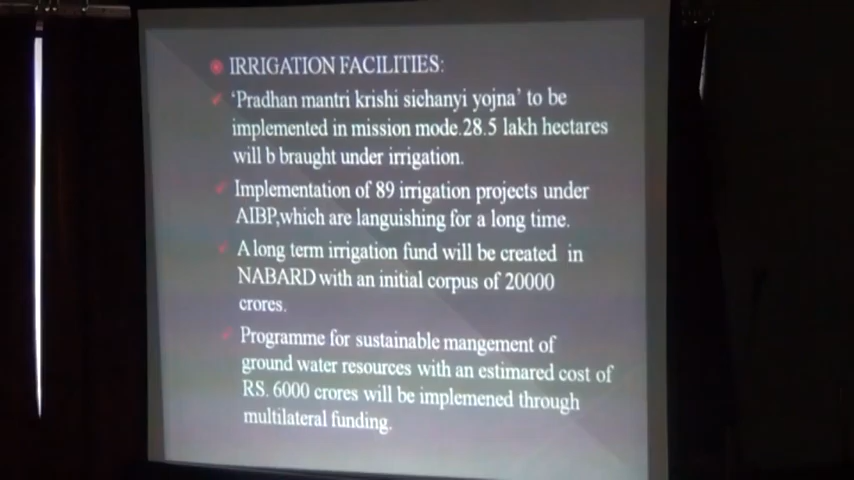 IRRIGATION FACILITIES:
'Pradhan mantri krishi sichanyi yojna' to be
implemented in mission mode.28.5 lakh hectares
will b braught under irrigation.
Implementation of 89 irrigation projects under
AIBP,which are languishing for a long time.
A long term irrigation fund will be created in
NABARD with an initial corpus of 20000
crores.
Programme for sustainable mangement of
ground water resources with an estimared cost of
RS. 6000 crores will be implemened through
multilateral funding.